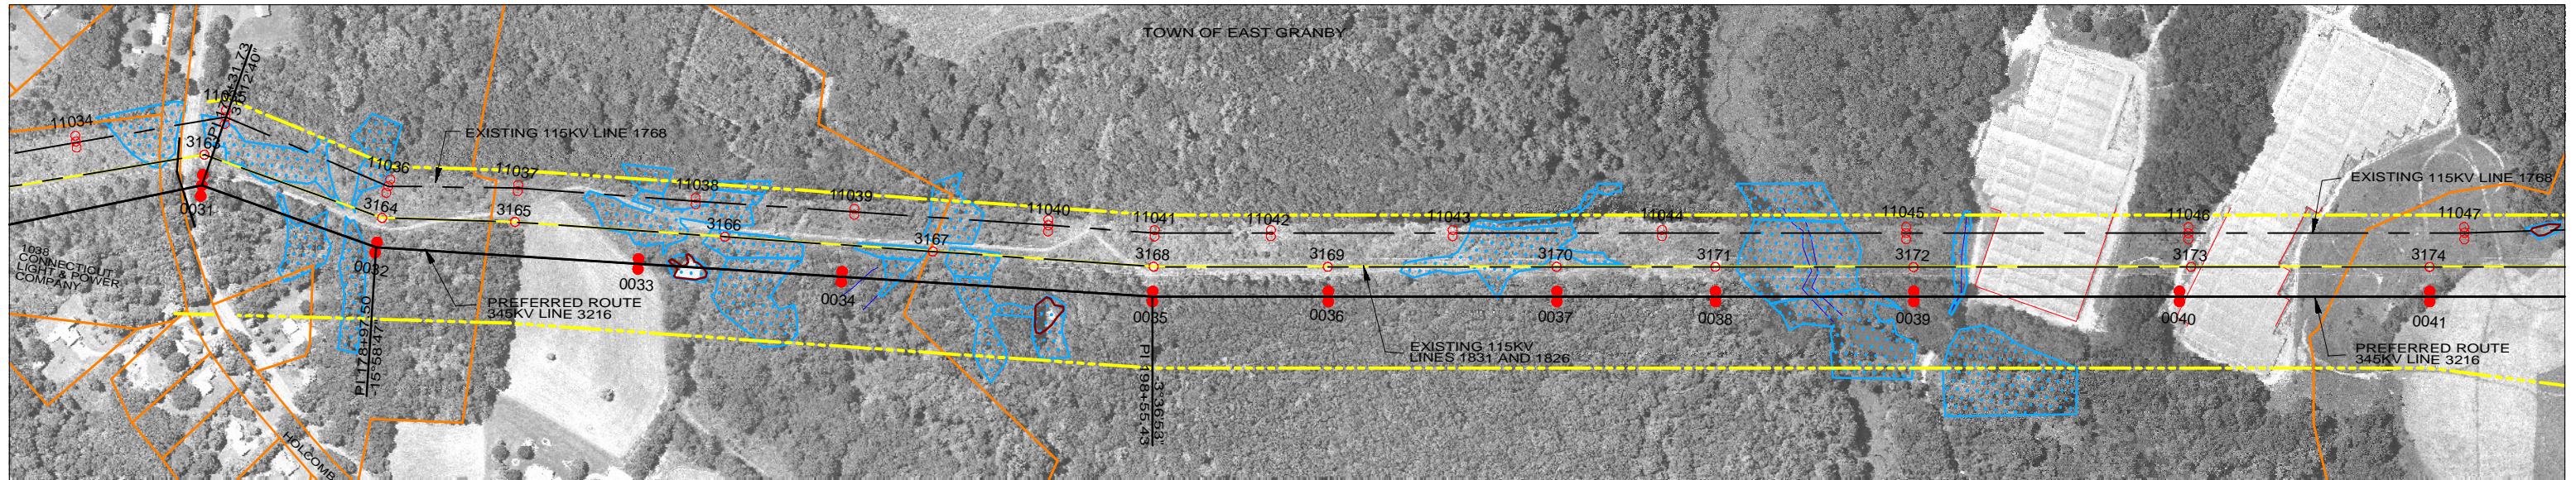 TOWN OF EAST GRANBY
PI 178+97.50
-15°58'47"
PI 198+55.43
3°36'53"
11034
11036
11037
11038
11039
11040
11041
11042
11043
11044
11045
11046
11047
EXISTING 115KV LINE 1768
EXISTING 115KV LINE 1768
3163
3164
3165
3166
3167
3168
3169
3170
3171
3172
3173
3174
0031
0032
0033
0034
0035
0036
0037
0038
0039
0040
0041
1038
CONNECTICUT
LIGHT & POWER
COMPANY
PREFERRED ROUTE
345KV LINE 3216
EXISTING 115KV
LINES 1831 AND 1826
PREFERRED ROUTE
345KV LINE 3216
HOLCOMB